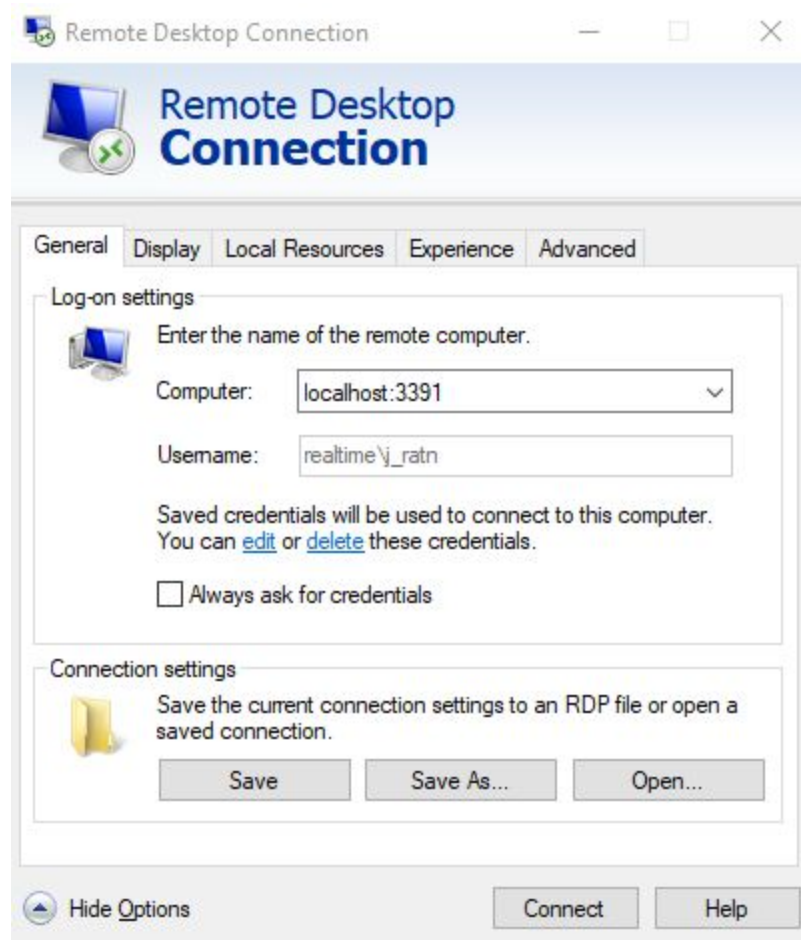 Remote Desktop Connection
Remote Desktop
Connection
General Display Local Resources Experience Advanced
Log-on settings
Enter the name of the remote computer.
Computer: localhost:3391
Username: realtime\j_ratn
Saved credentials will be used to connect to this computer.
You can edit or delete these credentials.
Always ask for credentials
Connection settings
Save the current connection settings to an RDP file or open a
saved connection.
Save Save As... Open...
Hide Options Connect Help